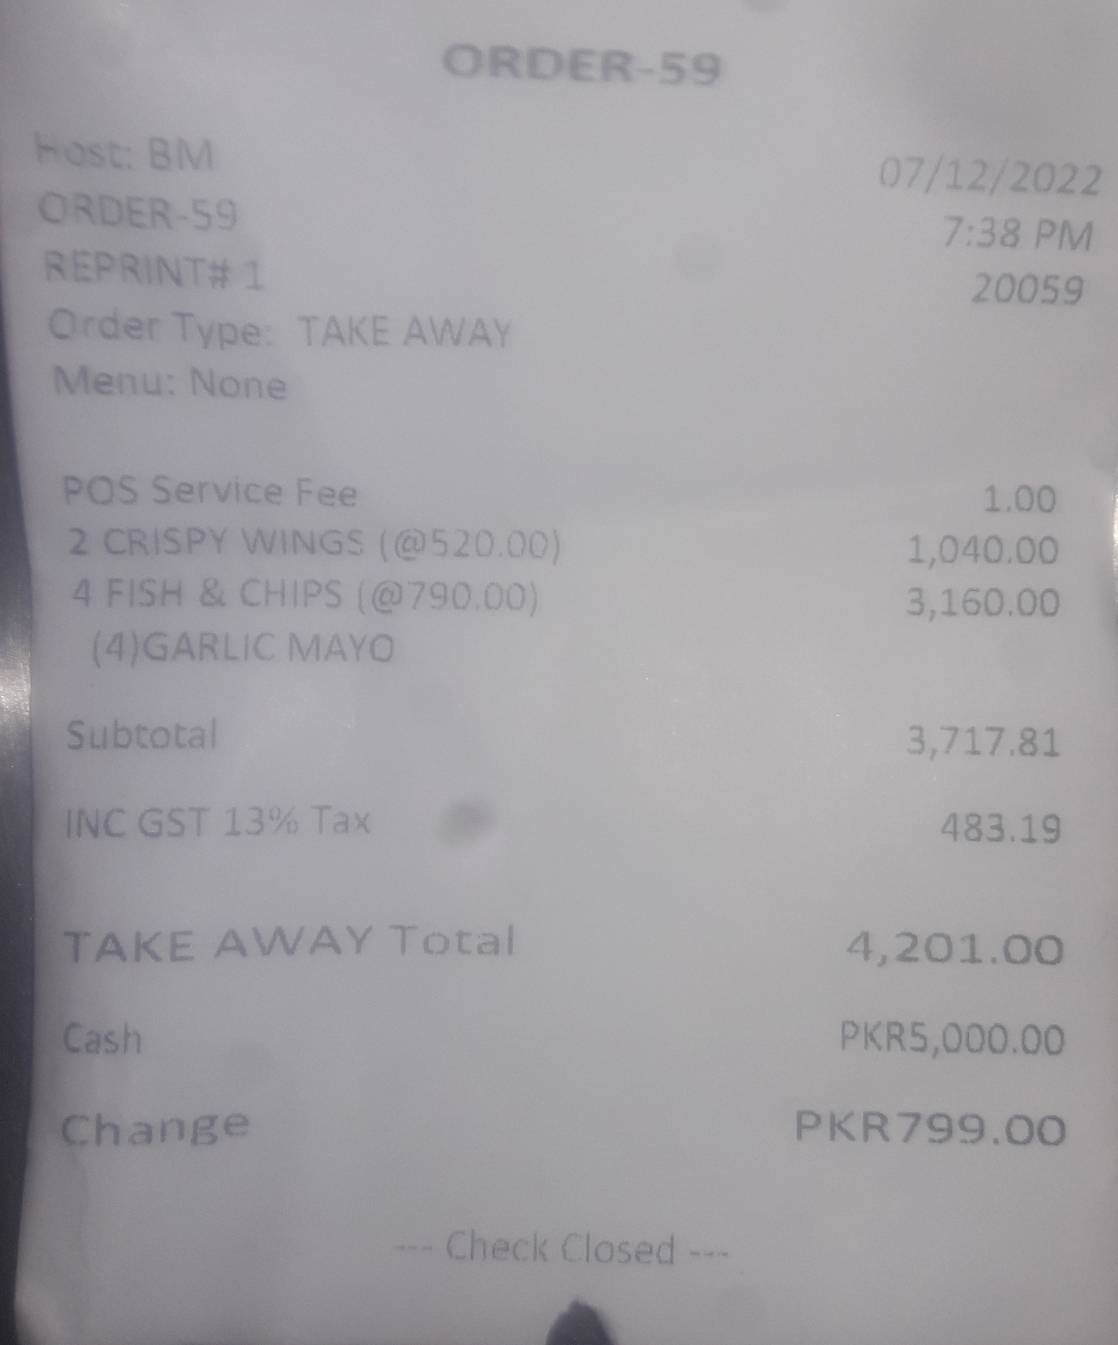 ORDER-59
Host: BM
07/12/2022
ORDER-59
7:38 PM
REPRINT# 1
20059
Order Type: TAKE AWAY
Menu: None
POS Service Fee 1.00
2 CRISPY WINGS (@520.00) 1,040.00
4 FISH & CHIPS (@790.00) 3,160.00
(4)GARLIC MAYO
Subtotal 3,717.81
INC GST 13% Tax 483.19
TAKE AWAY Total 4,201.00
Cash PKR5,000.00
Change PKR799.00
--- Check Closed ---